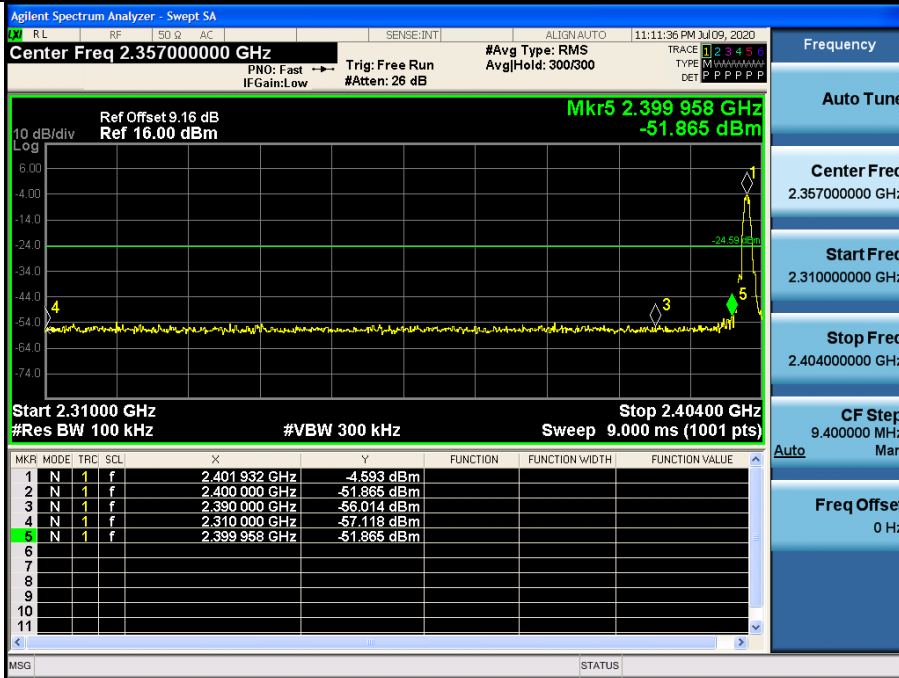 Agilent Spectrum Analyzer - Swept SA
LXI RL RF 50 Ω AC SENSE:INT ALIGN AUTO 11:11:36 PM Jul 09, 2020
Center Freq 2.357000000 GHz
PNO: Fast
IFGain:Low
Trig: Free Run
#Atten: 26 dB
#Avg Type: RMS
Avg|Hold: 300/300
TRACE 1 2 3 4 5 6
TYPE M
DET P P P P P P
Ref Offset 9.16 dB
Ref 16.00 dBm
10 dB/div
Log
Mkr5 2.399 958 GHz
-51.865 dBm
6.00
-4.00
-14.0
-24.0
-34.0
-44.0
-54.0
-64.0
-74.0
1
-24.59 dBm
4
3
5
Start 2.31000 GHz Stop 2.40400 GHz
#Res BW 100 kHz #VBW 300 kHz Sweep 9.000 ms (1001 pts)
MKR MODE TRC SCL X Y FUNCTION FUNCTION WIDTH FUNCTION VALUE
1 N 1 f 2.401 932 GHz -4.593 dBm
2 N 1 f 2.400 000 GHz -51.865 dBm
3 N 1 f 2.390 000 GHz -56.014 dBm
4 N 1 f 2.310 000 GHz -57.118 dBm
5 N 1 f 2.399 958 GHz -51.865 dBm
6
7
8
9
10
11
MSG STATUS
Frequency
Auto Tune
Center Freq
2.357000000 GHz
Start Freq
2.310000000 GHz
Stop Freq
2.404000000 GHz
CF Step
9.400000 MHz
Auto Man
Freq Offset
0 Hz